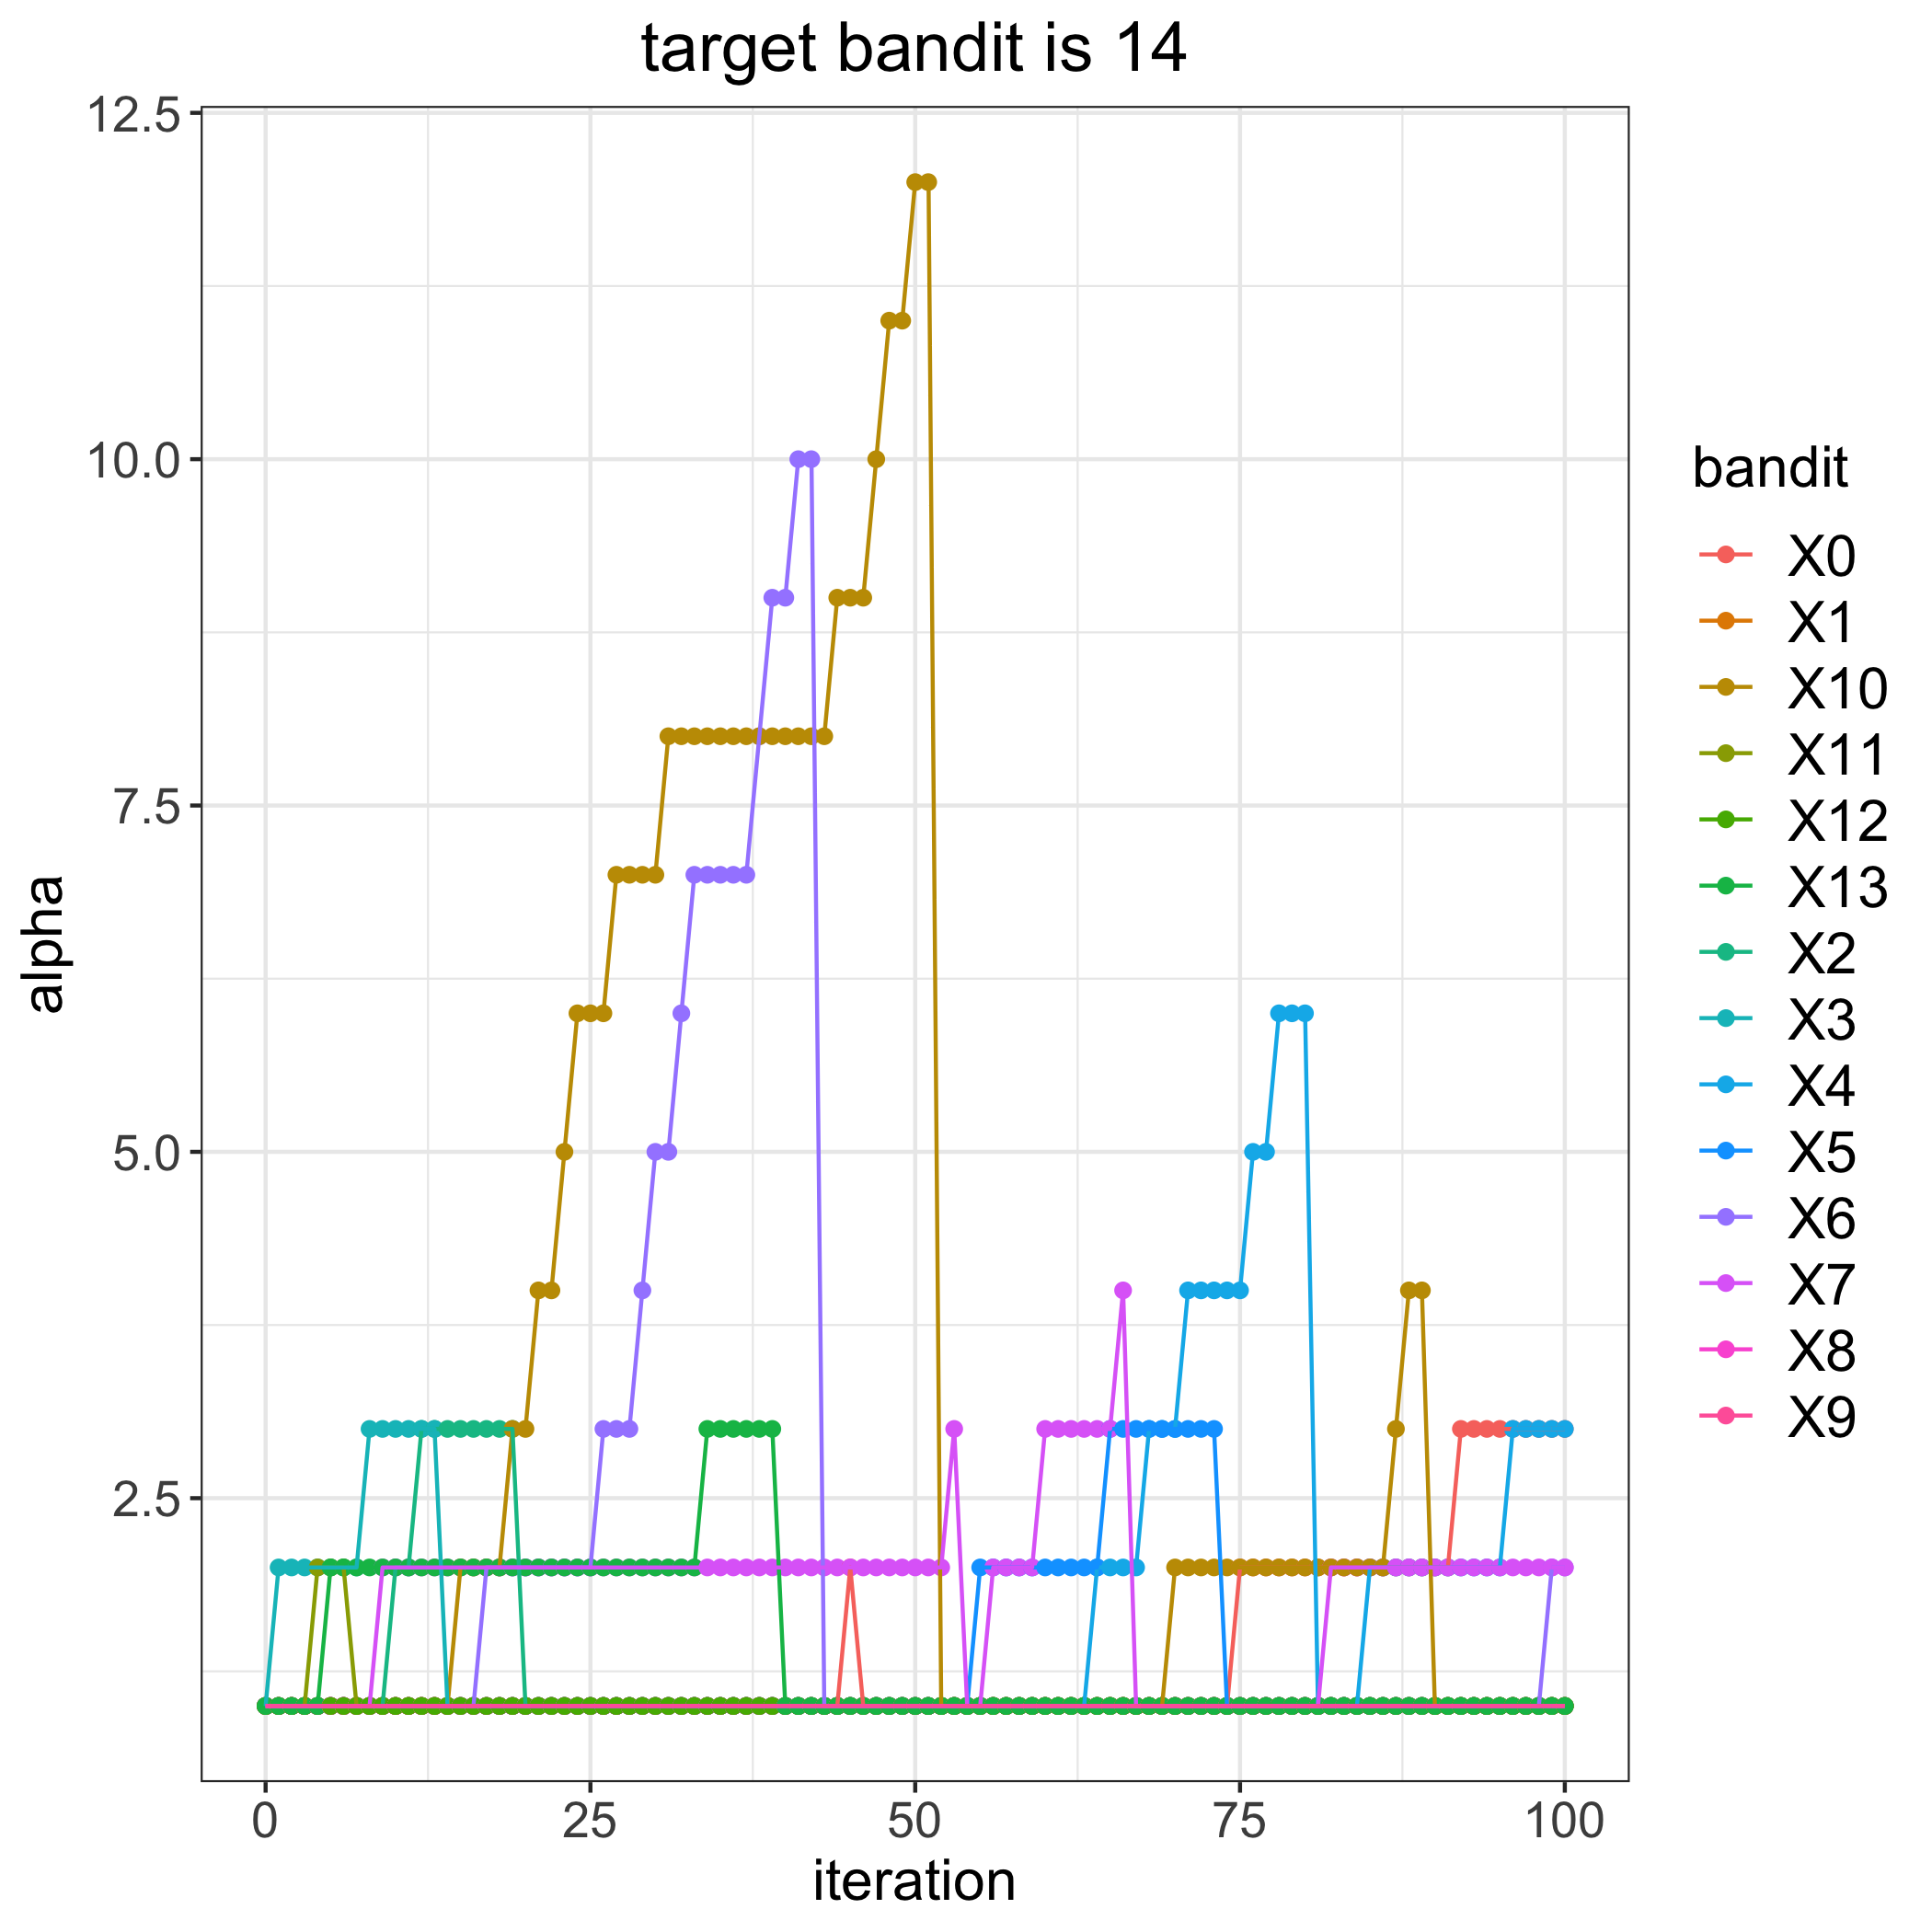 target bandit is 14
12.5
10.0
7.5
5.0
2.5
alpha
0 25 50 75 100
iteration
bandit
X0
X1
X10
X11
X12
X13
X2
X3
X4
X5
X6
X7
X8
X9